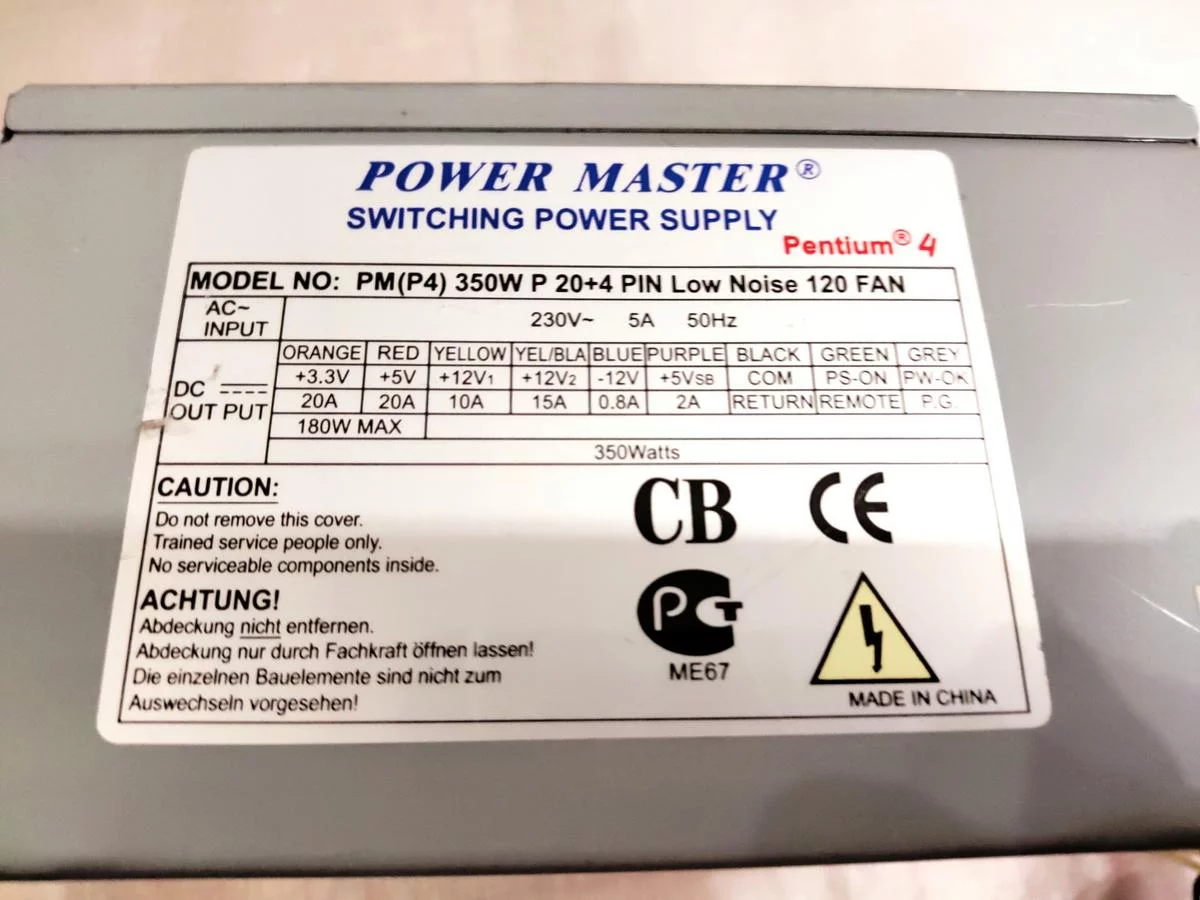 POWER MASTER®
SWITCHING POWER SUPPLY
Pentium® 4
MODEL NO: PM(P4) 350W P 20+4 PIN Low Noise 120 FAN
AC~ INPUT 230V~ 5A 50Hz
ORANGE RED YELLOW YEL/BLA BLUE PURPLE BLACK GREEN GREY
DC OUT PUT +3.3V +5V +12V1 +12V2 -12V +5VSB COM PS-ON PW-OK
20A 20A 10A 15A 0.8A 2A RETURN REMOTE P.G.
180W MAX
350Watts
CAUTION:
Do not remove this cover.
Trained service people only.
No serviceable components inside.
ACHTUNG!
Abdeckung nicht entfernen.
Abdeckung nur durch Fachkraft öffnen lassen!
Die einzelnen Bauelemente sind nicht zum
Auswechseln vorgesehen!
CB CE
PCT
ME67
MADE IN CHINA